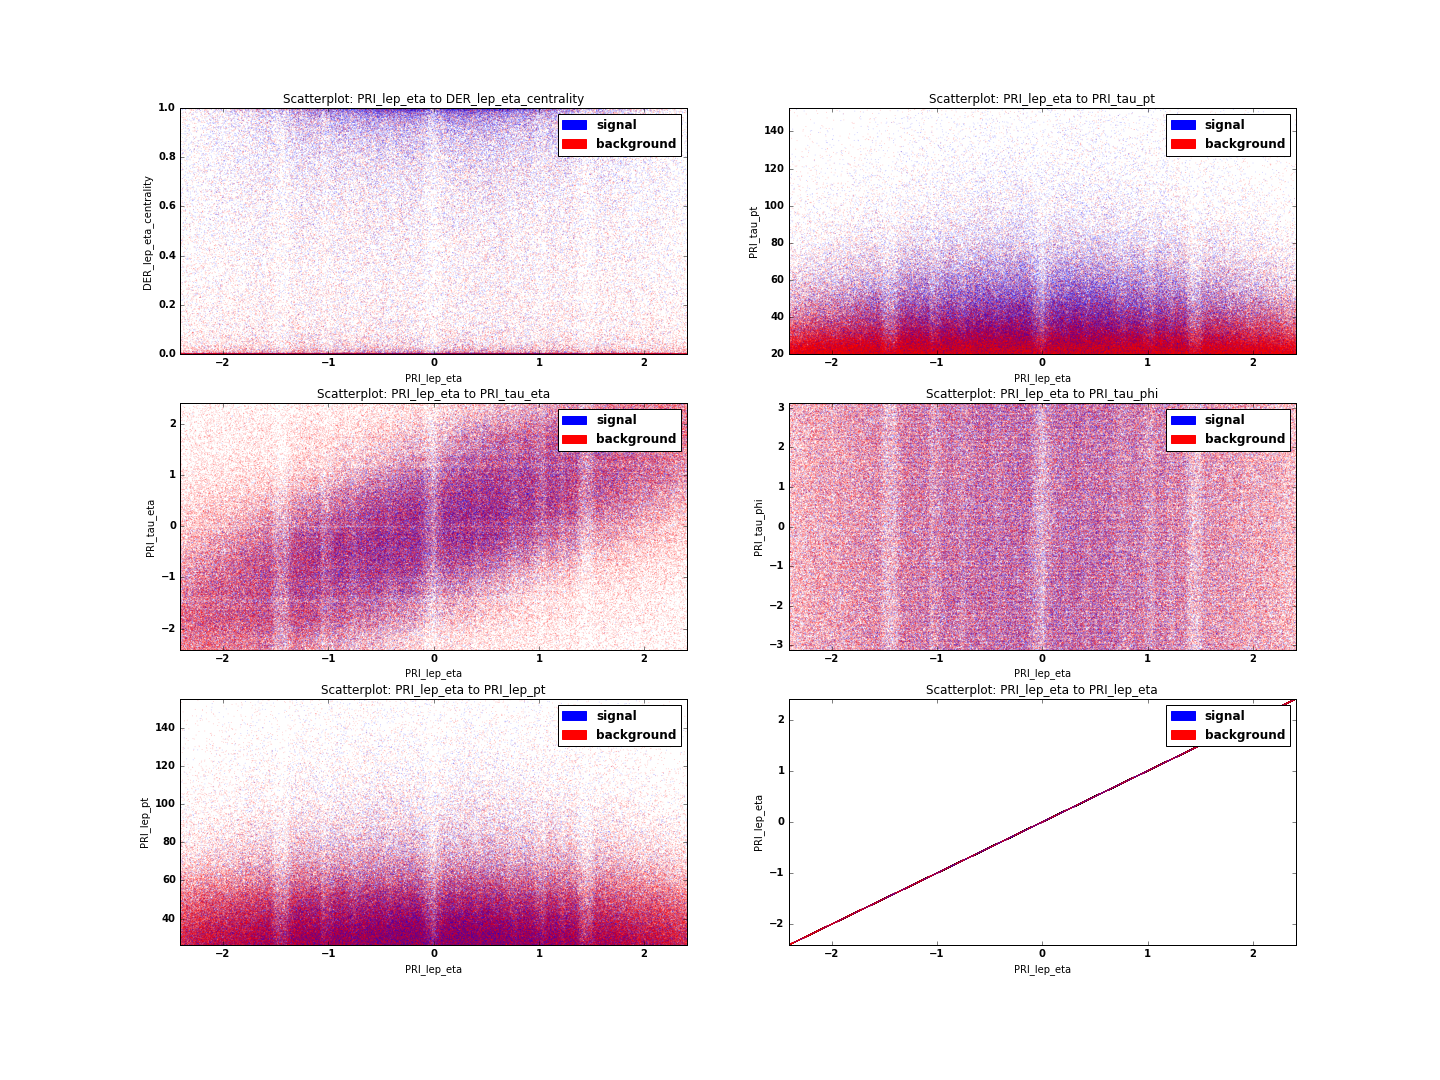 Scatterplot: PRI_lep_eta to DER_lep_eta_centrality
1.0
0.8
0.6
0.4
0.2
0.0
DER_lep_eta_centrality
signal
background
−2 −1 0 1 2
PRI_lep_eta
Scatterplot: PRI_lep_eta to PRI_tau_pt
140
120
100
80
60
40
20
PRI_tau_pt
signal
background
−2 −1 0 1 2
PRI_lep_eta
Scatterplot: PRI_lep_eta to PRI_tau_eta
2
1
0
−1
−2
PRI_tau_eta
signal
background
−2 −1 0 1 2
PRI_lep_eta
Scatterplot: PRI_lep_eta to PRI_tau_phi
3
2
1
0
−1
−2
−3
PRI_tau_phi
signal
background
−2 −1 0 1 2
PRI_lep_eta
Scatterplot: PRI_lep_eta to PRI_lep_pt
140
120
100
80
60
40
PRI_lep_pt
signal
background
−2 −1 0 1 2
PRI_lep_eta
Scatterplot: PRI_lep_eta to PRI_lep_eta
2
1
0
−1
−2
PRI_lep_eta
signal
background
−2 −1 0 1 2
PRI_lep_eta